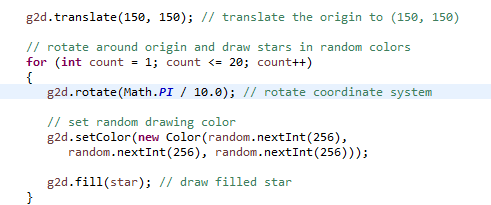 g2d.translate(150, 150); // translate the origin to (150, 150)
// rotate around origin and draw stars in random colors
for (int count = 1; count <= 20; count++)
{
g2d.rotate(Math.PI / 10.0); // rotate coordinate system
// set random drawing color
g2d.setColor(new Color(random.nextInt(256),
random.nextInt(256), random.nextInt(256)));
g2d.fill(star); // draw filled star
}